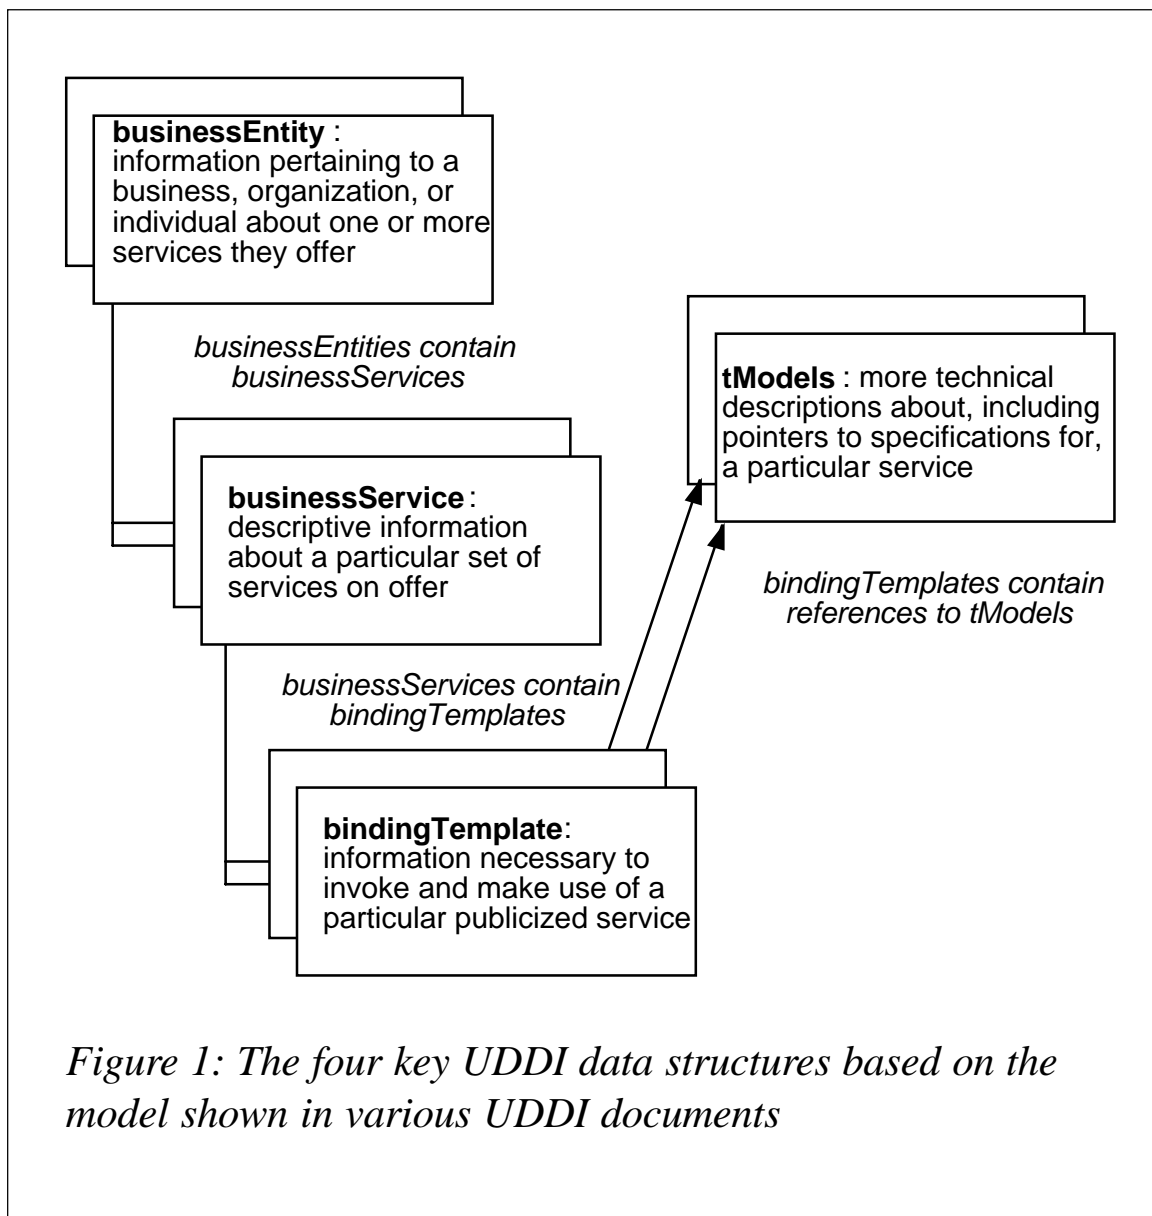 businessEntity :
information pertaining to a
business, organization, or
individual about one or more
services they offer
businessEntities contain
businessServices
tModels : more technical
descriptions about, including
pointers to specifications for,
a particular service
businessService :
descriptive information
about a particular set of
services on offer
bindingTemplates contain
references to tModels
businessServices contain
bindingTemplates
bindingTemplate:
information necessary to
invoke and make use of a
particular publicized service
Figure 1: The four key UDDI data structures based on the
model shown in various UDDI documents